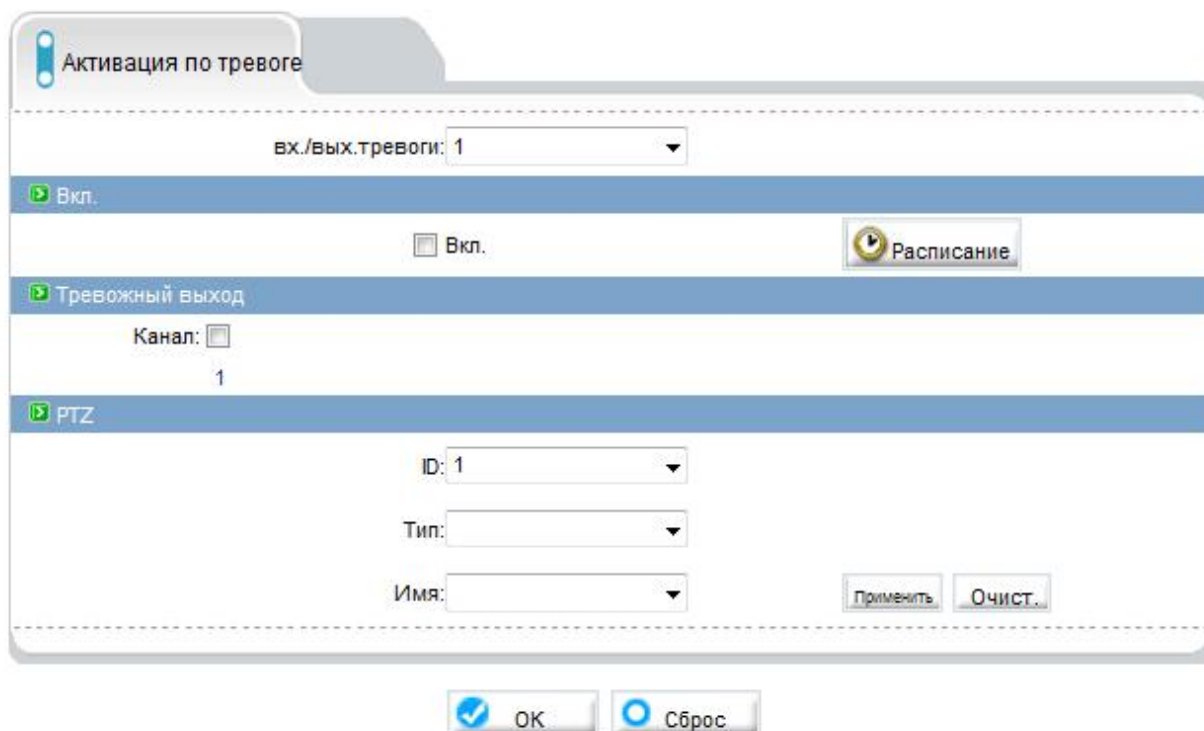 Активация по тревоге
вх./вых.тревоги: 1
Вкл.
Вкл. Расписание
Тревожный выход
Канал:
1
PTZ
ID: 1
Тип:
Имя: Применить Очист.
OK Сброс